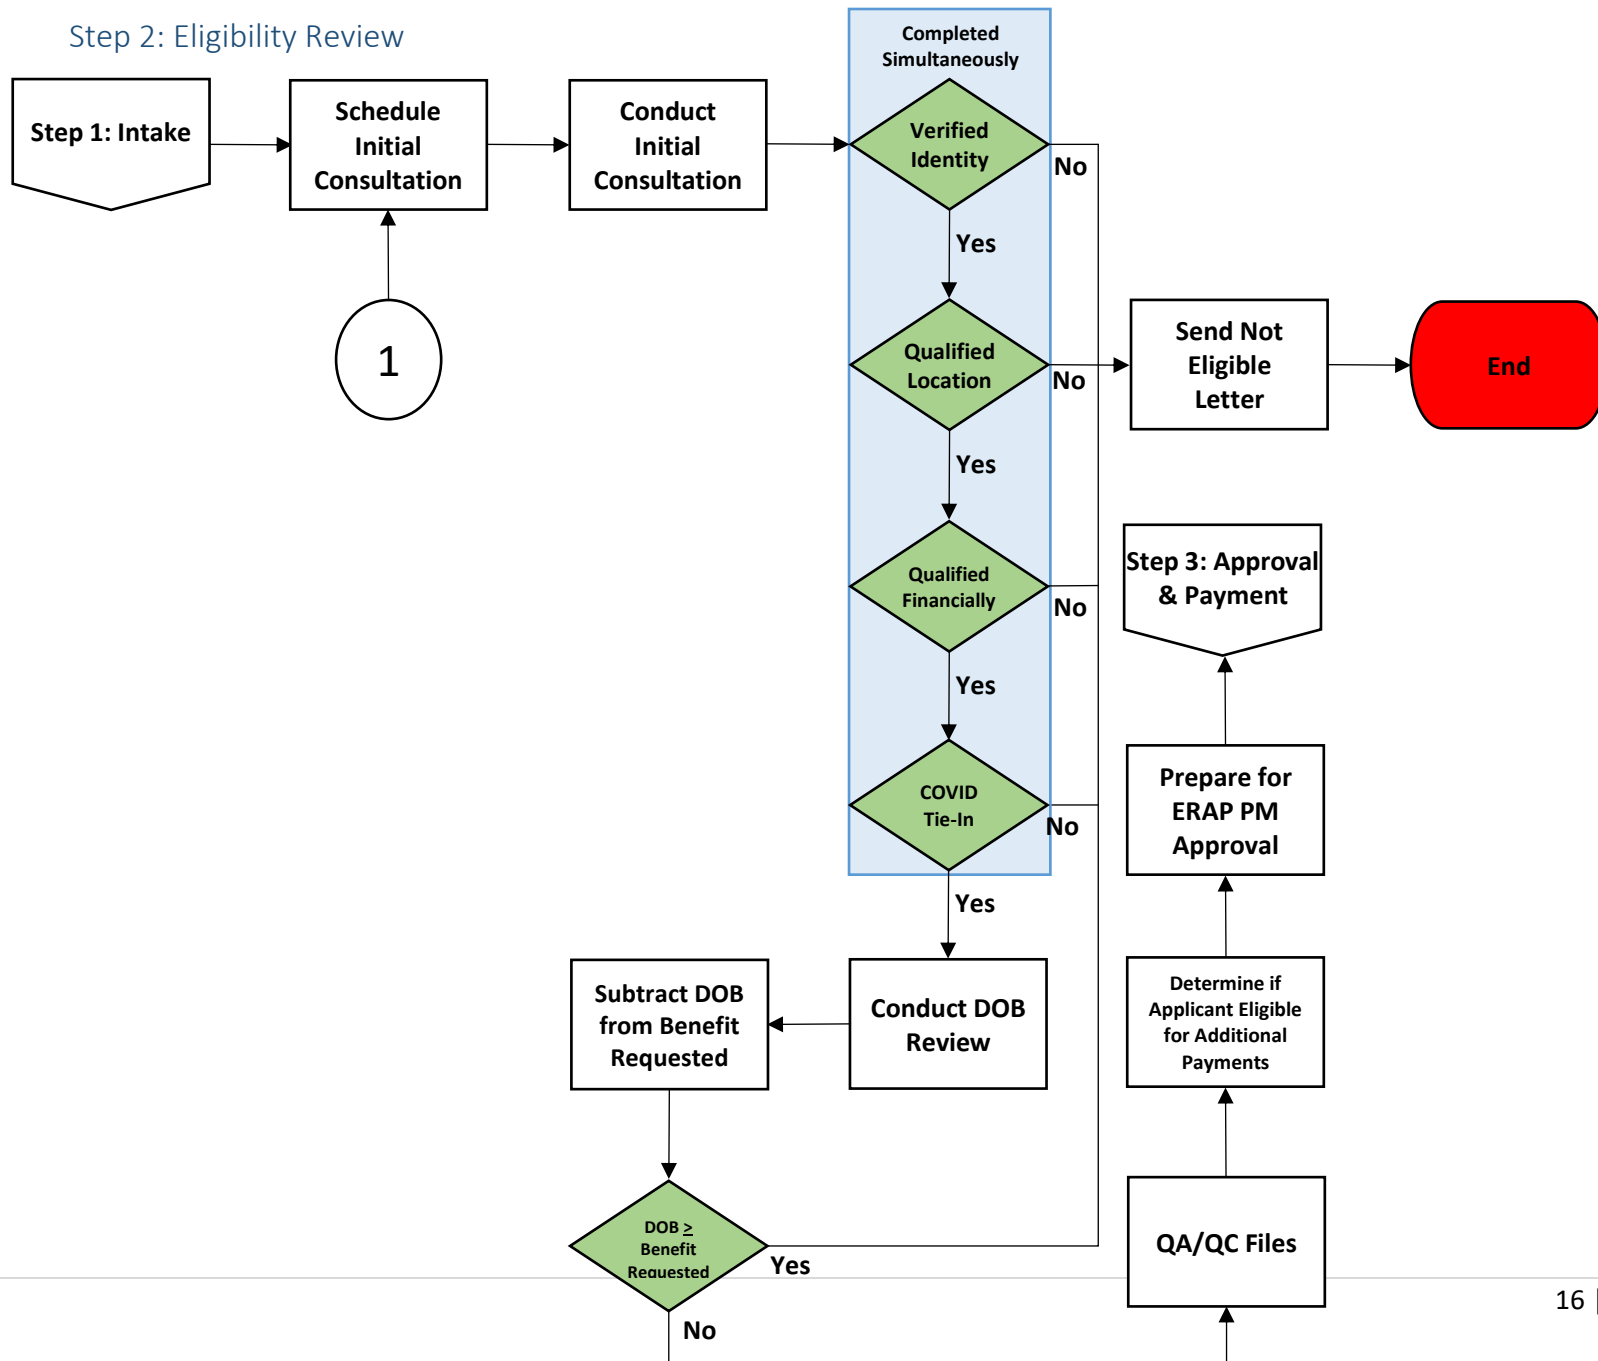 Step 2: Eligibility Review
Completed
Simultaneously
Step 1: Intake
Schedule
Initial
Consultation
Conduct
Initial
Consultation
Verified
Identity
No
Yes
1
Qualified
Location
No
Send Not
Eligible
Letter
End
Yes
Qualified
Financially
No
Step 3: Approval
& Payment
Yes
COVID
Tie-In
No
Prepare for
ERAP PM
Approval
Yes
Subtract DOB
from Benefit
Requested
Conduct DOB
Review
Determine if
Applicant Eligible
for Additional
Payments
DOB ≥
Benefit
Requested
Yes
QA/QC Files
No
16 |